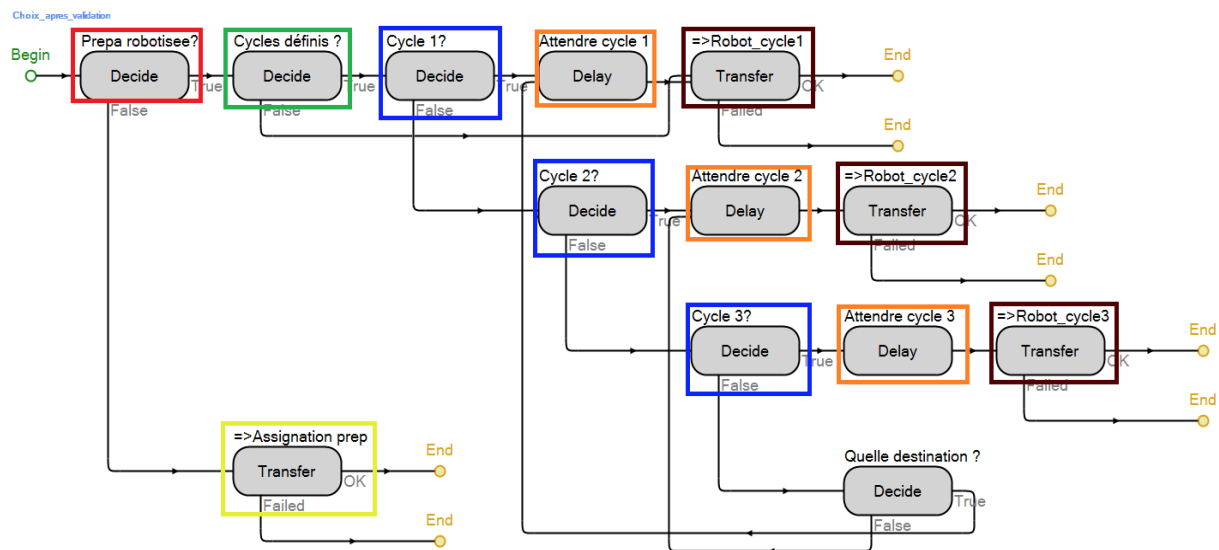 Choix_apres_validation
Prepa robotisee?
Cycles définis ?
Cycle 1?
Attendre cycle 1
=>Robot_cycle1
Begin
End
Decide
Decide
Decide
Delay
Transfer
True
True
True
OK
False
False
False
Failed
End
Cycle 2?
Attendre cycle 2
=>Robot_cycle2
End
Decide
Delay
Transfer
True
OK
False
Failed
End
Cycle 3?
Attendre cycle 3
=>Robot_cycle3
End
Decide
Delay
Transfer
True
OK
False
Failed
End
=>Assignation prep
End
Quelle destination ?
Transfer
OK
Decide
True
Failed
False
End